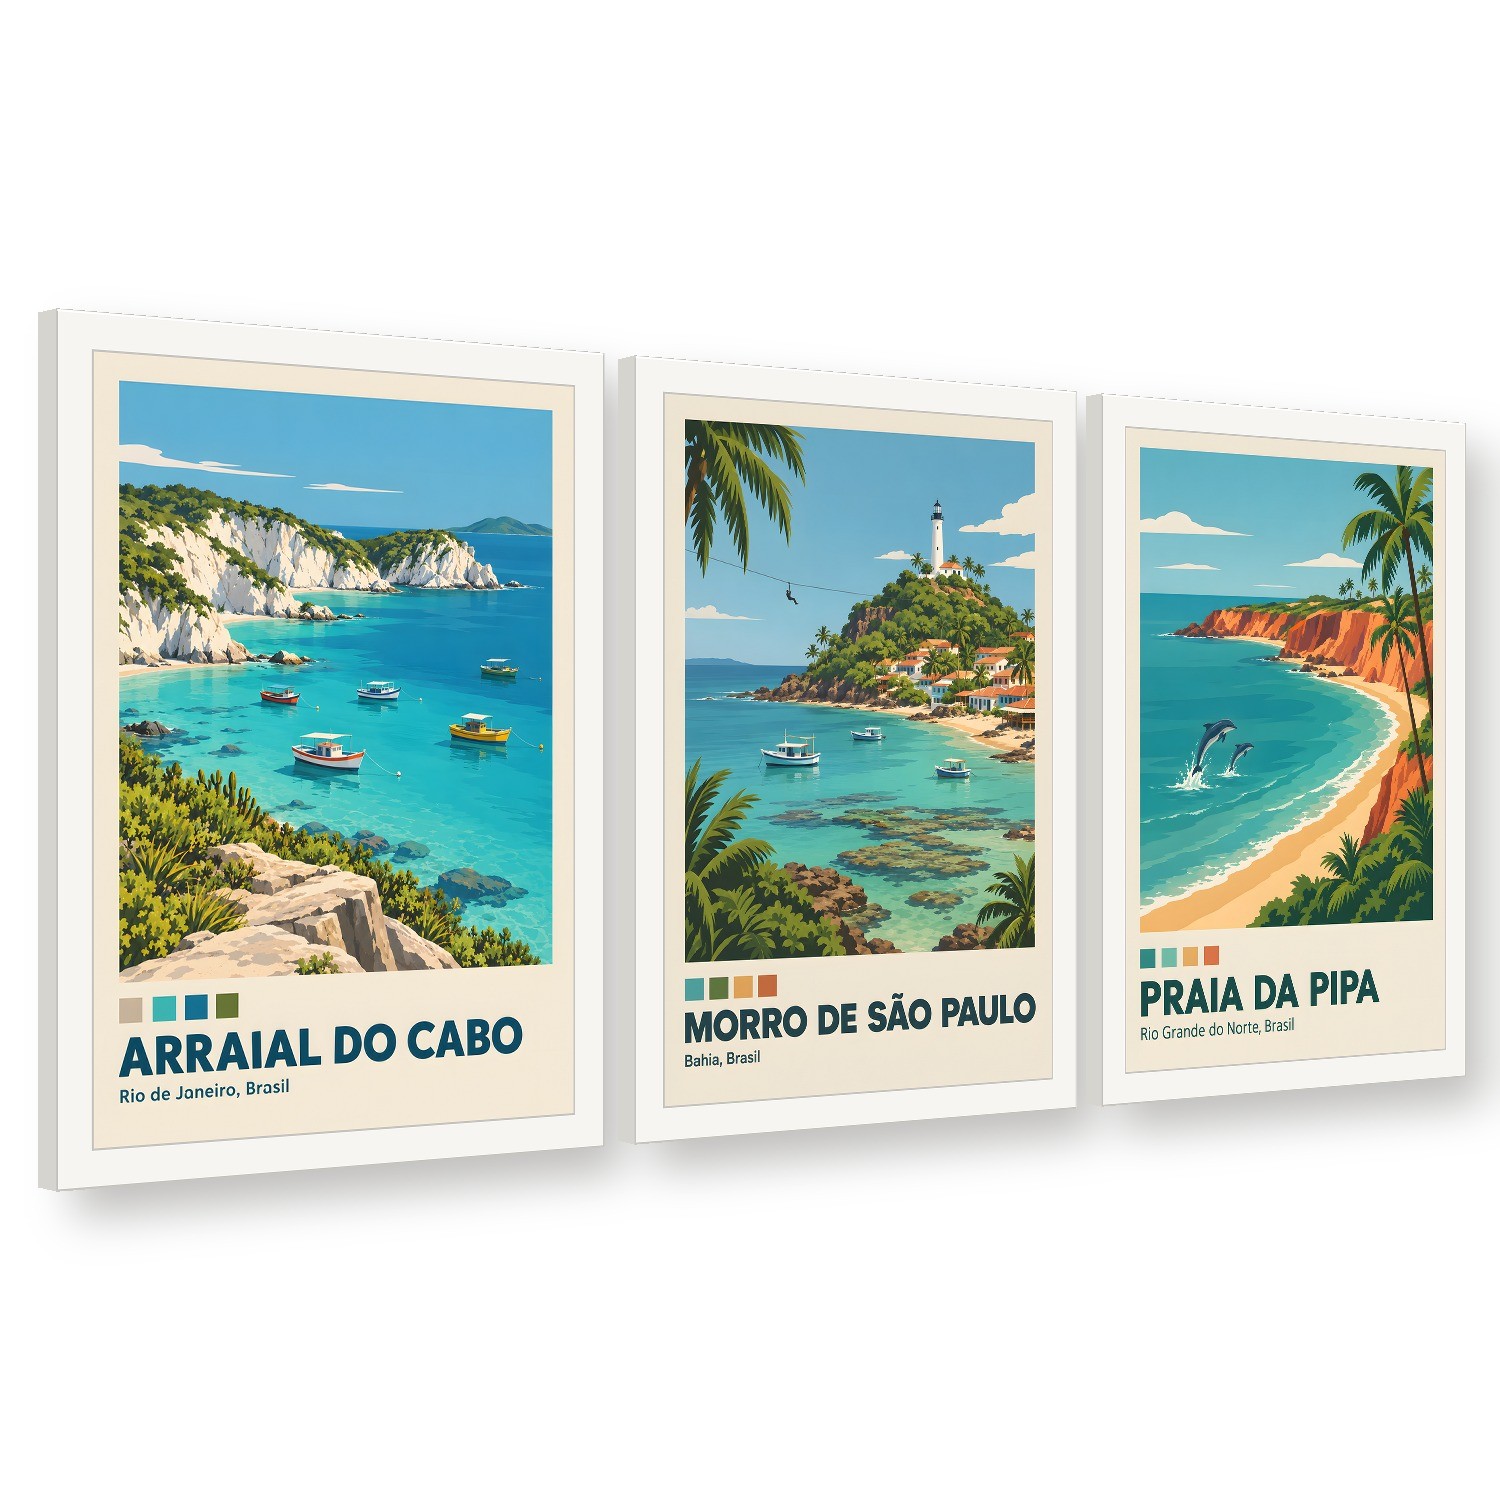 ARRAIAL DO CABO
Rio de Janeiro, Brasil
MORRO DE SÃO PAULO
Bahia, Brasil
PRAIA DA PIPA
Rio Grande do Norte, Brasil